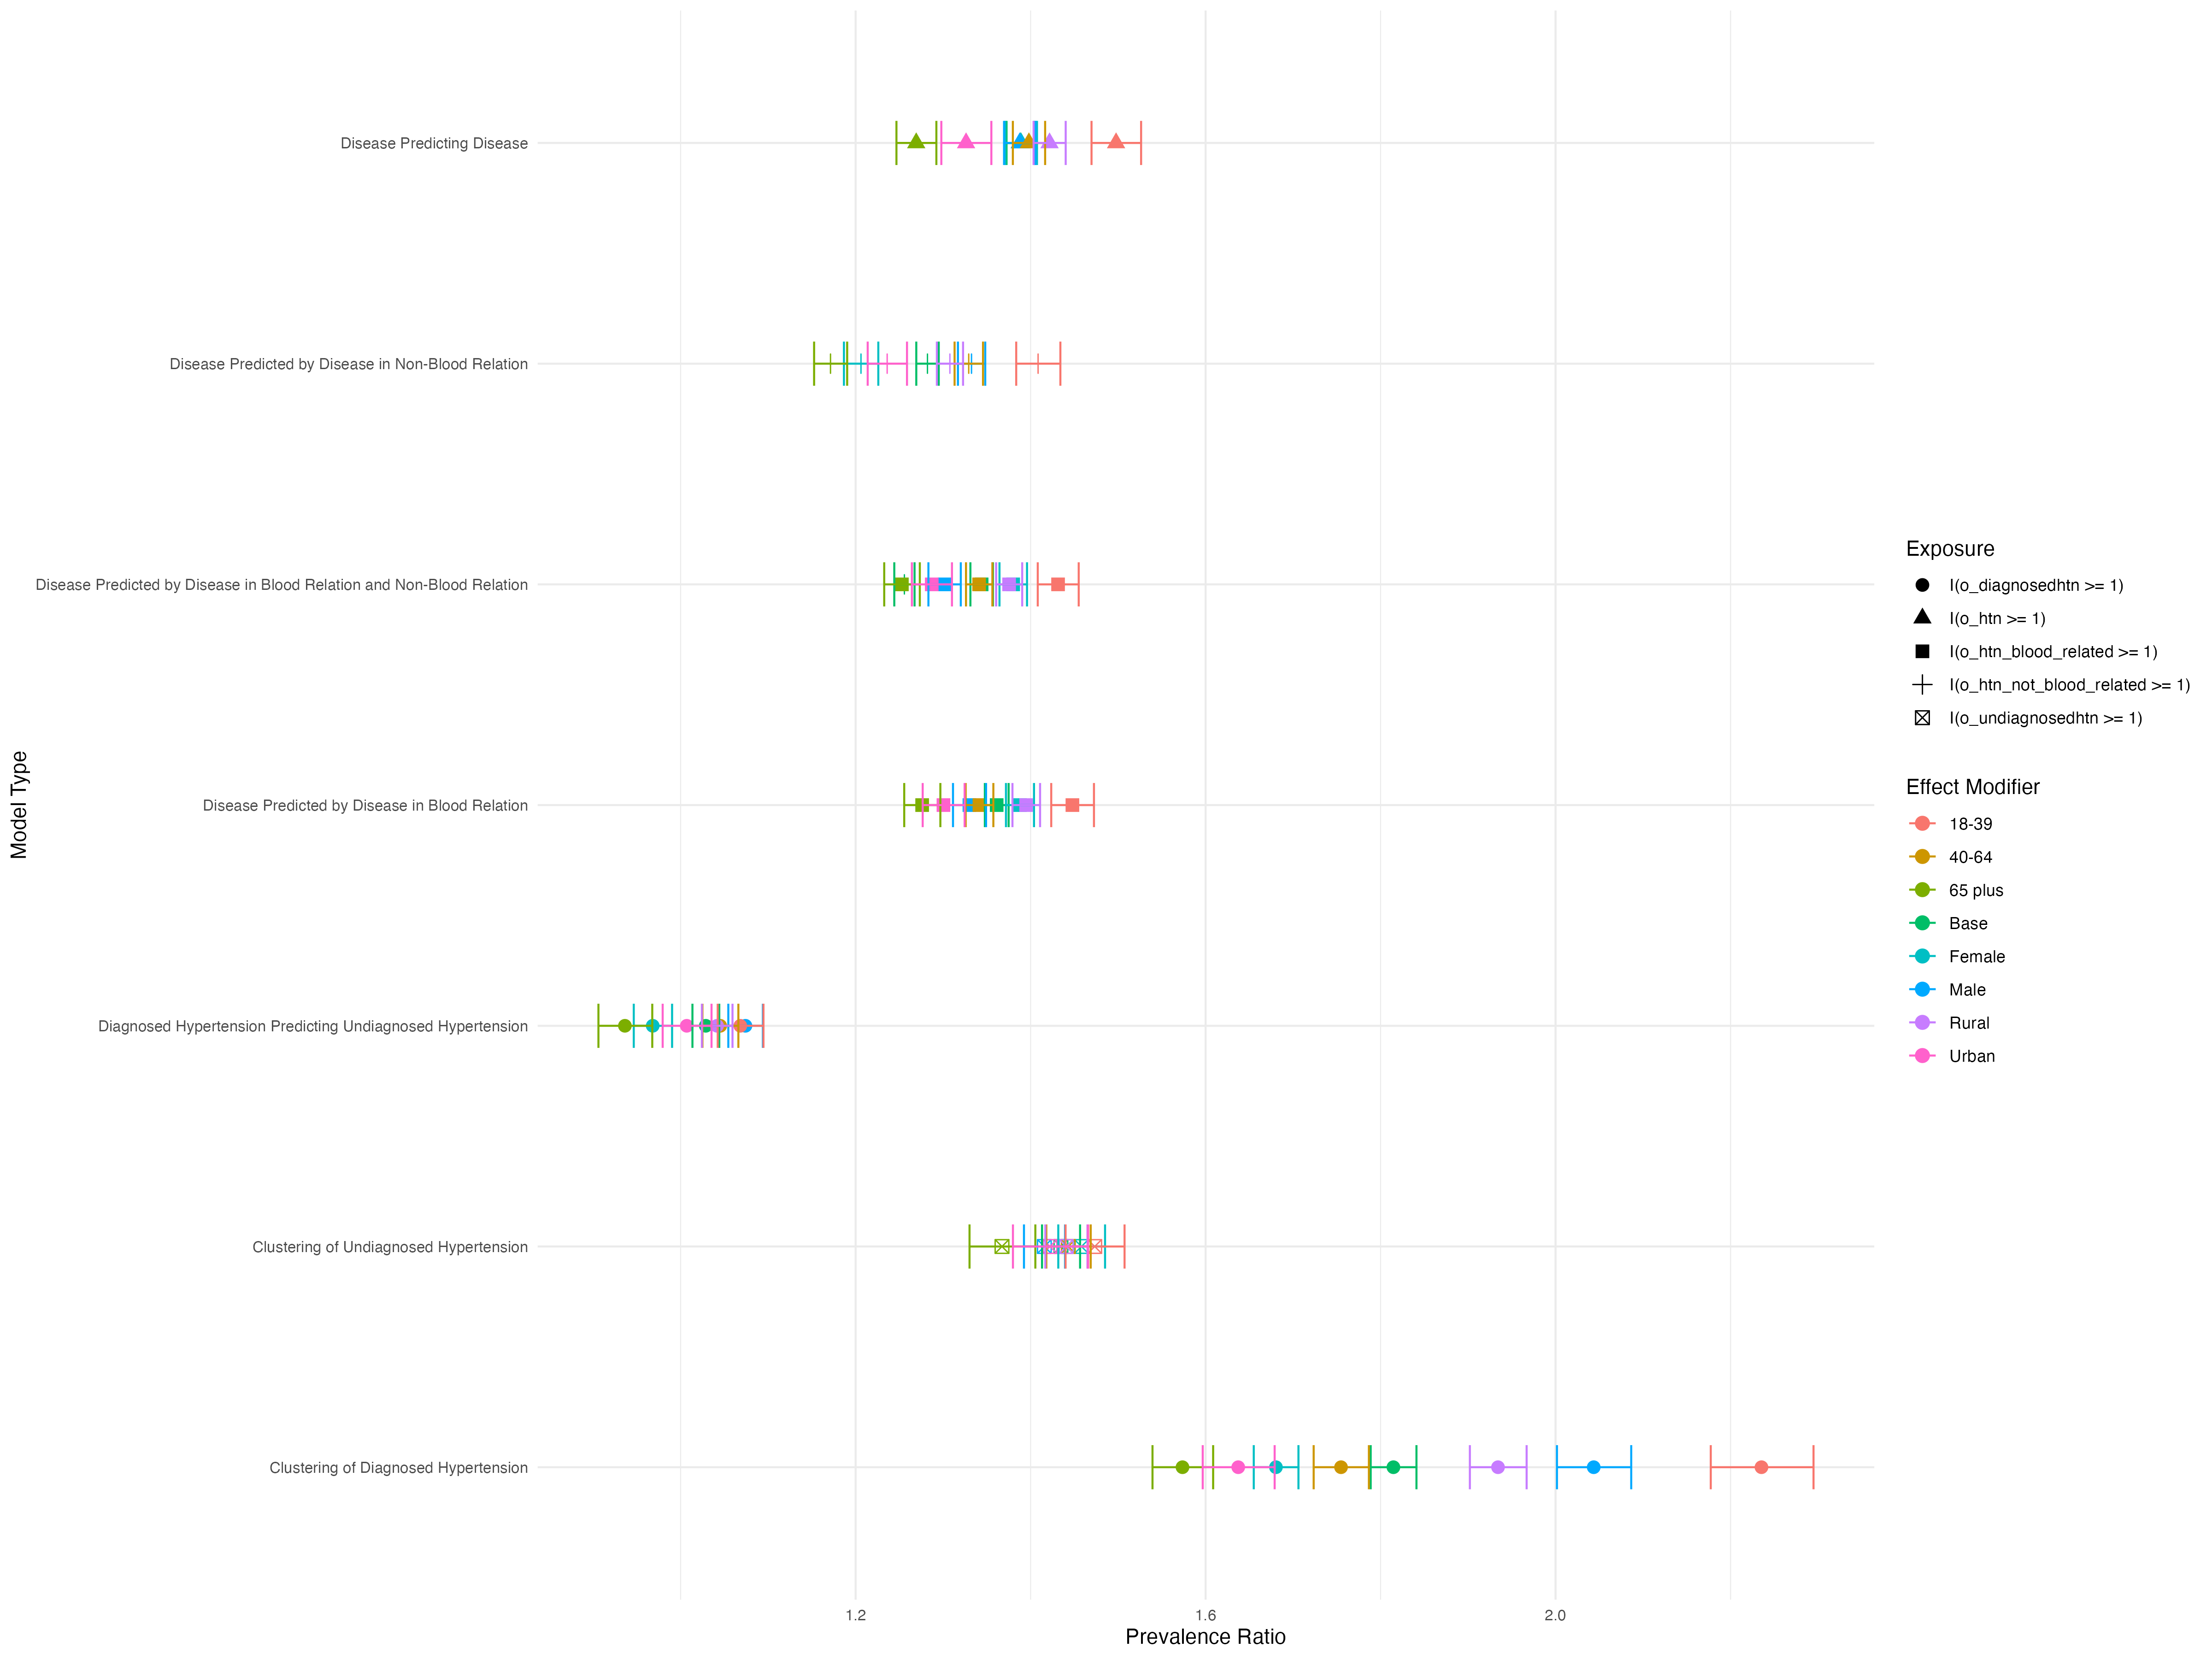 Disease Predicting Disease
Disease Predicted by Disease in Non-Blood Relation
Disease Predicted by Disease in Blood Relation and Non-Blood Relation
Disease Predicted by Disease in Blood Relation
Diagnosed Hypertension Predicting Undiagnosed Hypertension
Clustering of Undiagnosed Hypertension
Clustering of Diagnosed Hypertension
Model Type
1.2
1.6
2.0
Prevalence Ratio
Exposure
I(o_diagnosedhtn >= 1)
I(o_htn >= 1)
I(o_htn_blood_related >= 1)
I(o_htn_not_blood_related >= 1)
I(o_undiagnosedhtn >= 1)
Effect Modifier
18-39
40-64
65 plus
Base
Female
Male
Rural
Urban